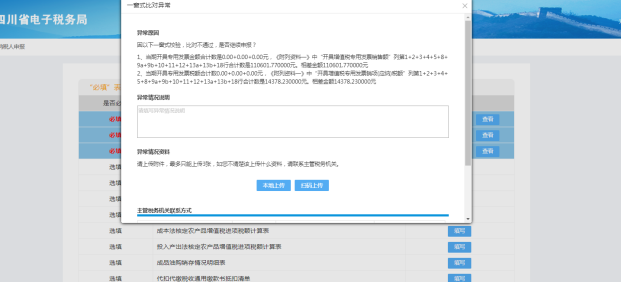 四川省电子税务局
税人申报
一窗式比对异常
×
异常原因
因以下一窗式校验，比对不通过，是否继续申报？
1、当期开具专用发票金额合计数是0.00+0.00+0.00元，《附列资料一》中“开具增值税专用发票销售额”列第1+2+3+4+5+8+
9a+9b+10+11+12+13a+13b+18行合计数是110601.770000元。相差金额110601.770000元
2、当期开具专用发票税额合计数0.00+0.00+0.00元，《附列资料一》中“开具增值税专用发票销项(应纳)税额”列第1+2+3+4+
5+8+9a+9b+10+11+12+13a+13b+18行合计数是14378.230000元。相差金额14378.230000元
异常情况说明
请填写异常情况说明
异常情况资料
请上传附件，最多只能上传3张，如您不清楚该上传什么资料，请联系主管税务机关。
本地上传 扫码上传
主管税务机关联系方式
“必填”
是否必
必填 查看
必填 查看
必填 查看
选填
选填
选填
选填
选填 成本法核定农产品增值税进项税额计算表 填写
选填 投入产出法核定农产品增值税进项税额计算表 填写
选填 成品油购销存情况明细表 填写
选填 代扣代缴税收通用缴款书抵扣清单 填写